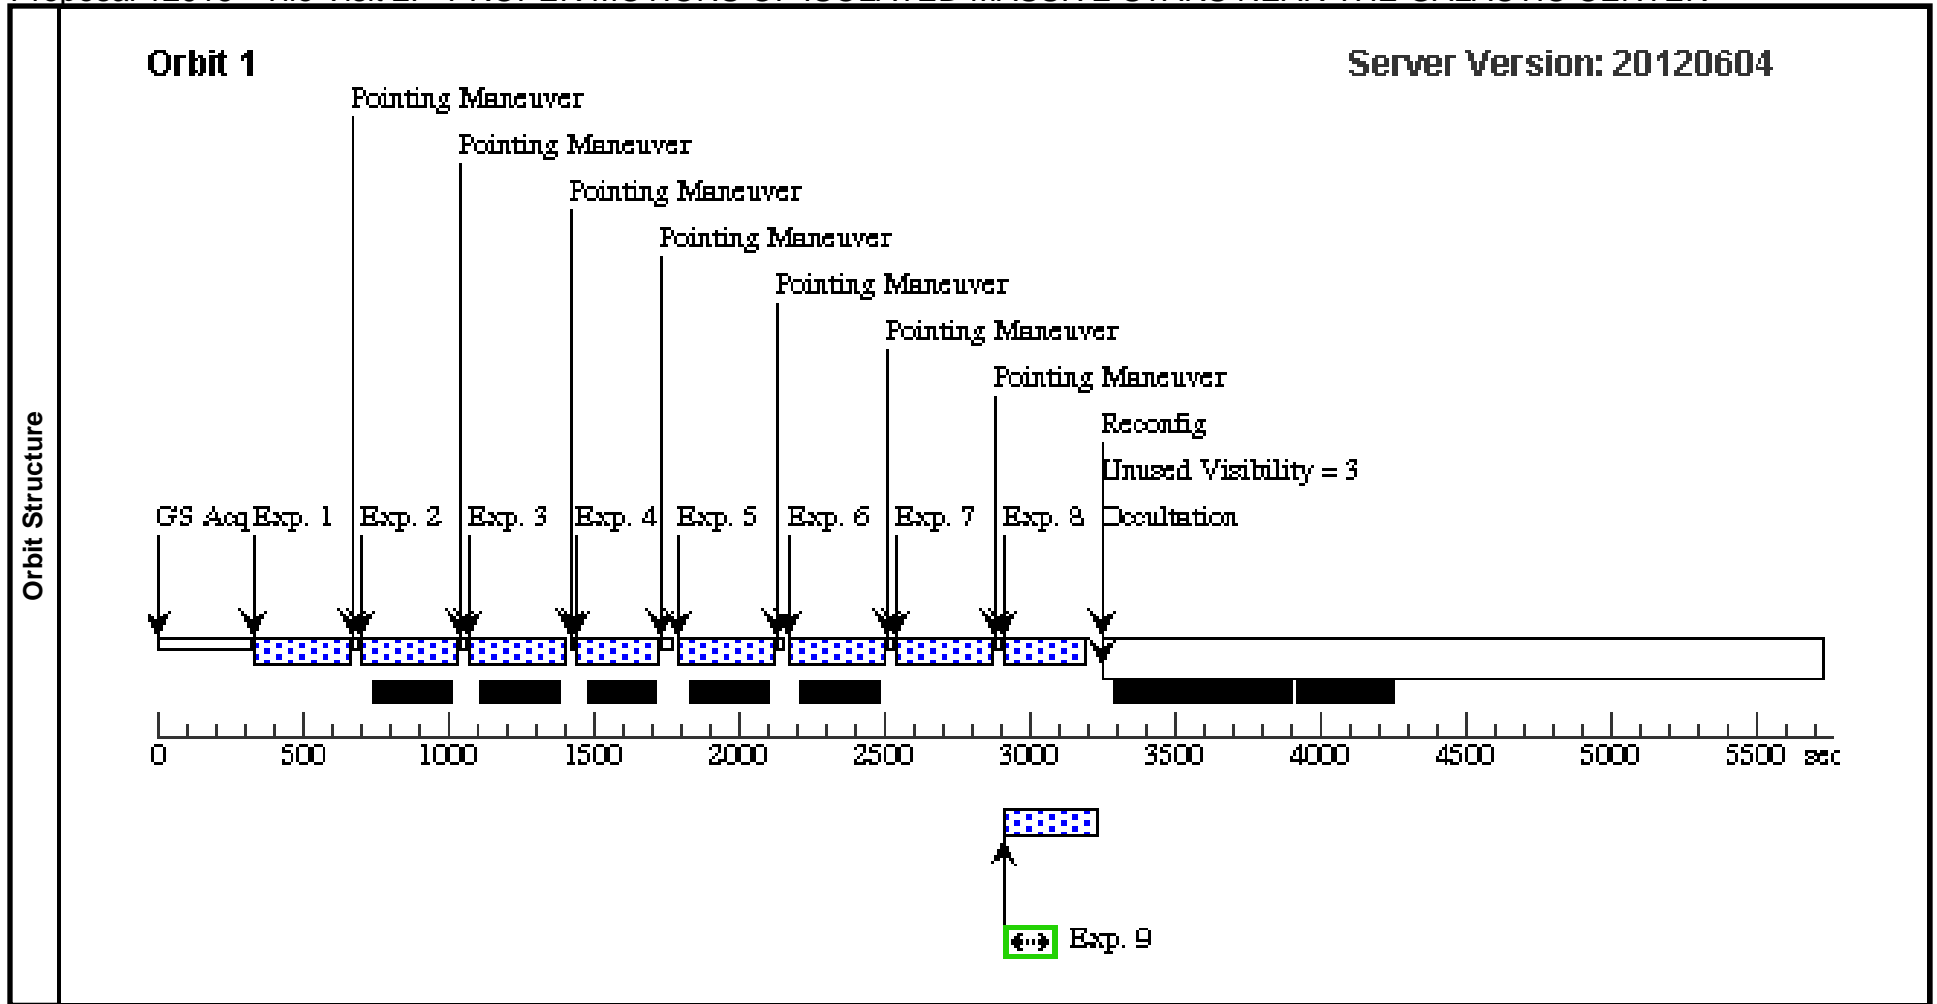 Orbit 1
Server Version: 20120604
Pointing Maneuver
Pointing Maneuver
Pointing Maneuver
Pointing Maneuver
Pointing Maneuver
Pointing Maneuver
Pointing Maneuver
Reconfig
Unused Visibility = 3
GS Acq Exp. 1 Exp. 2 Exp. 3 Exp. 4 Exp. 5 Exp. 6 Exp. 7 Exp. 8 Occultation
Orbit Structure
0 500 1000 1500 2000 2500 3000 3500 4000 4500 5000 5500 sec
Exp. 9